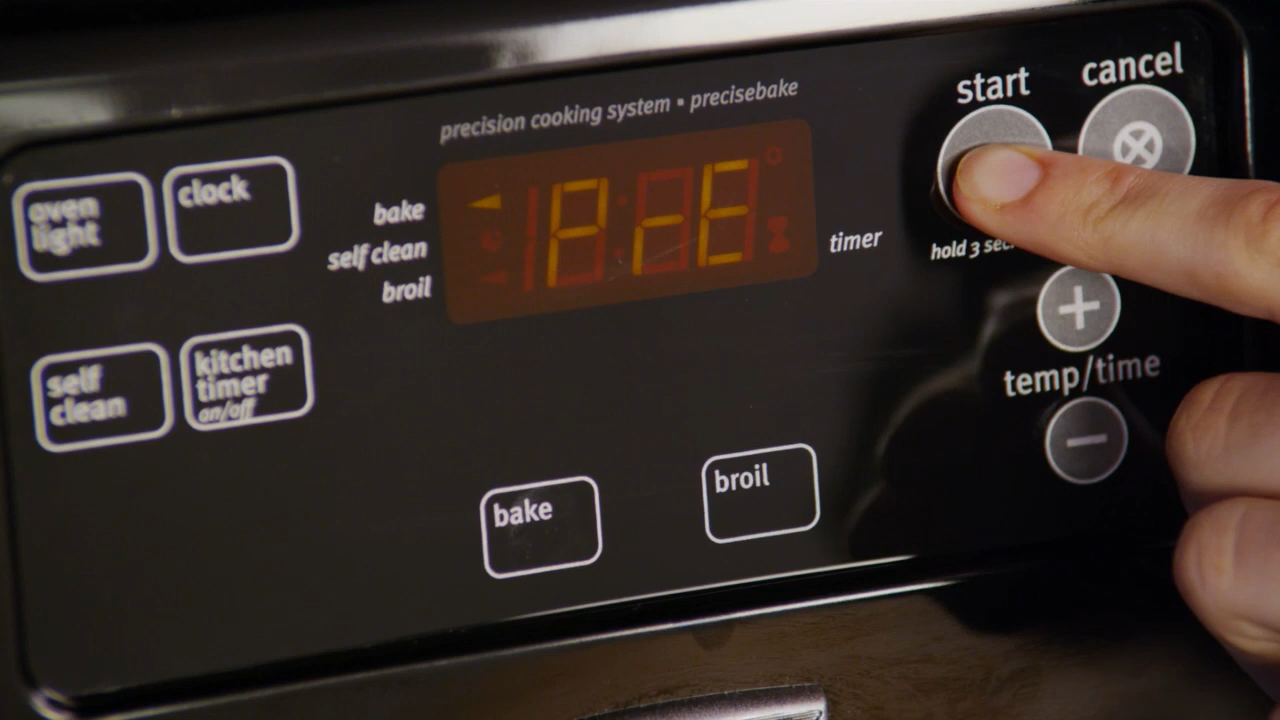 precision cooking system ▪ precisebake
start
cancel
oven
light
clock
bake
self clean
broil
PrE
timer
hold 3
self
clean
kitchen
timer
on/off
temp/time
bake
broil